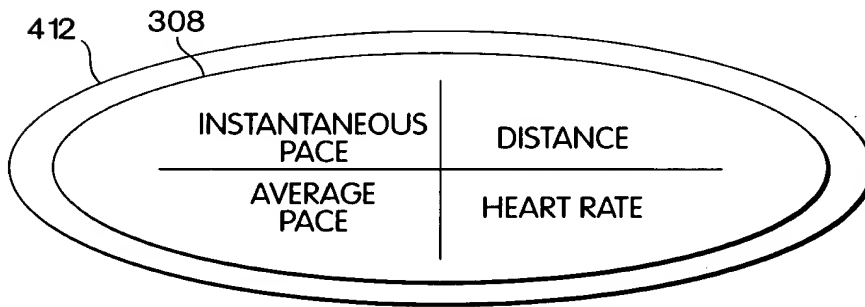 412
308
INSTANTANEOUS
PACE
DISTANCE
AVERAGE
PACE
HEART RATE